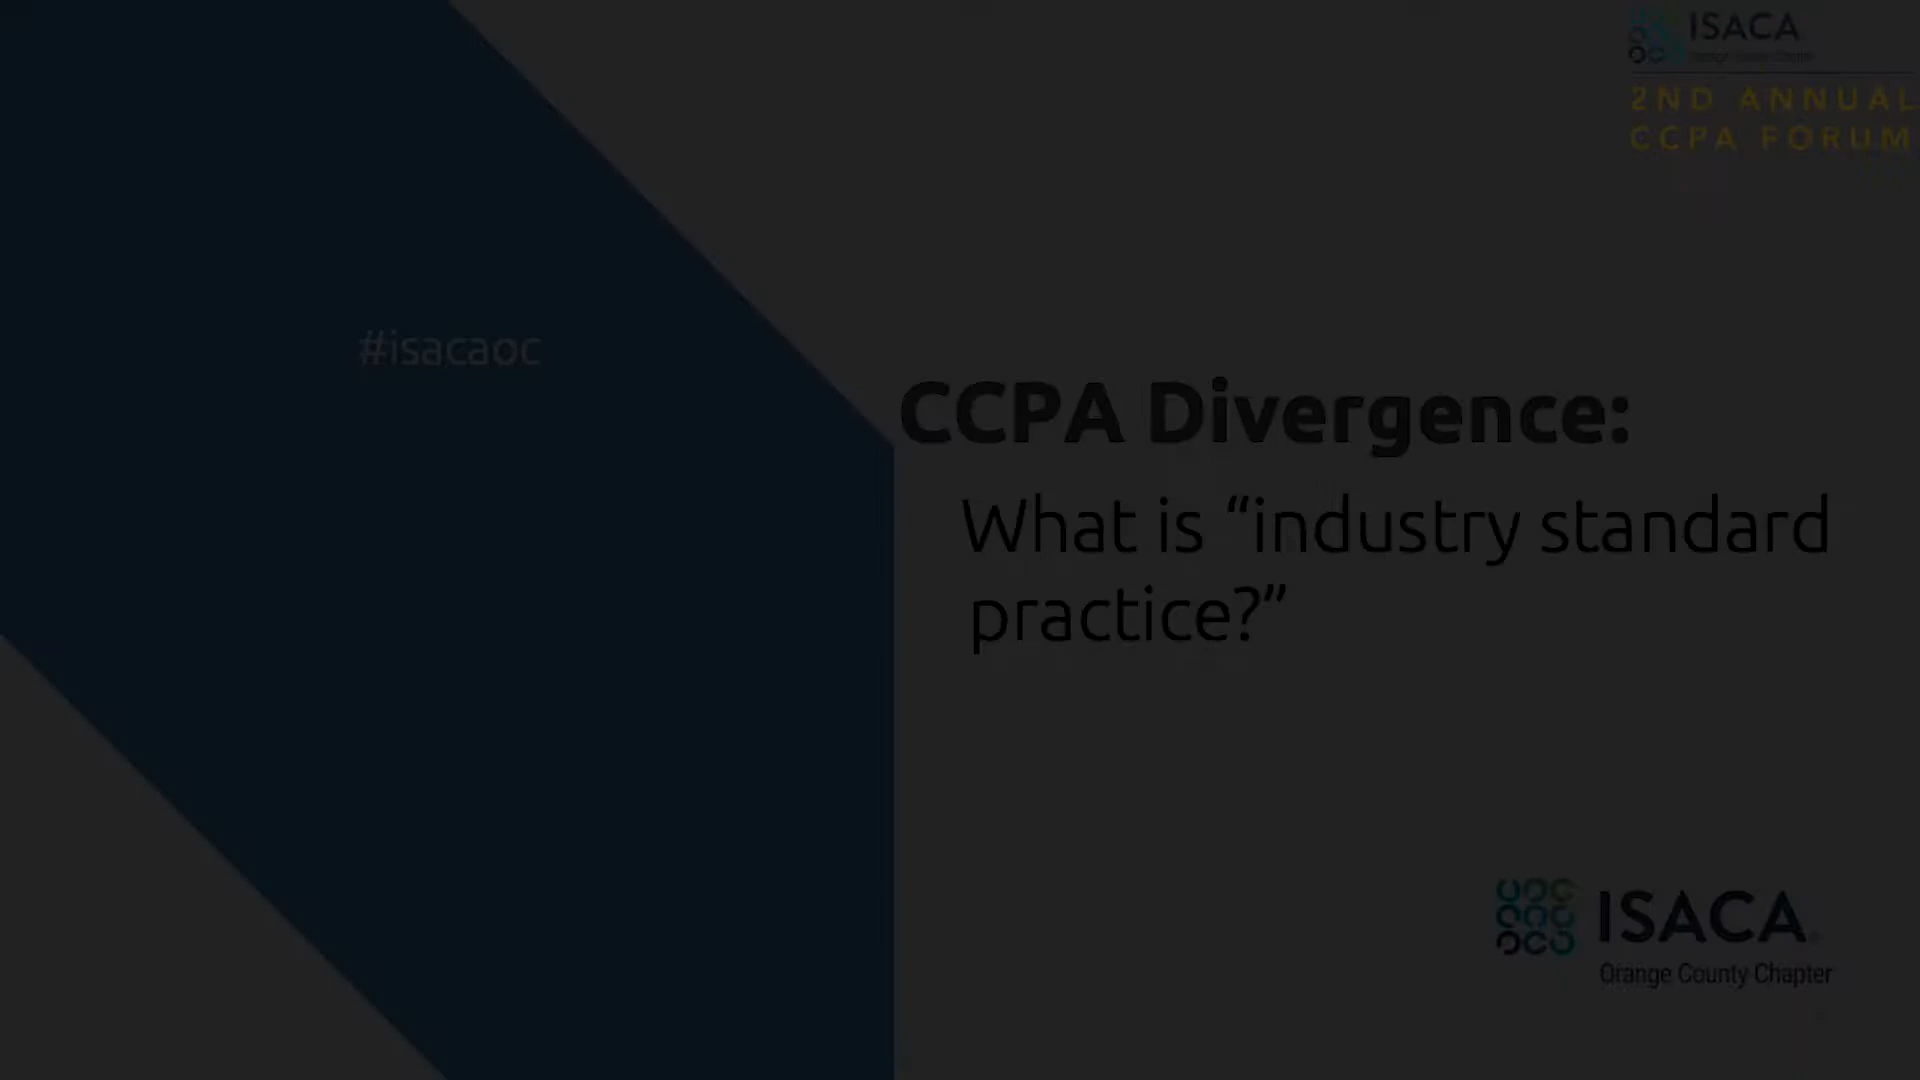 ISACA
2ND ANNUAL
CCPA FORUM
#isacaoc
CCPA Divergence:
What is “industry standard
practice?”
ISACA
Orange County Chapter